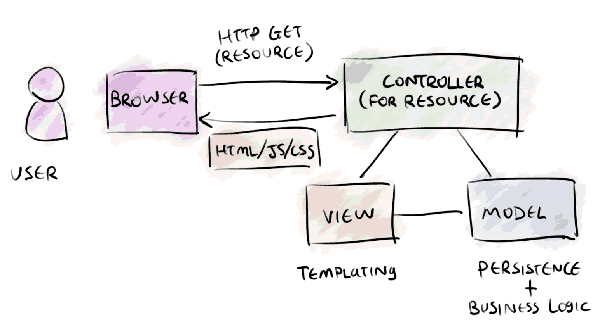 HTTP GET
(RESOURCE)
BROWSER
CONTROLLER
(FOR RESOURCE)
HTML/JS/CSS
USER
VIEW
MODEL
TEMPLATING
PERSISTENCE
+
BUSINESS LOGIC